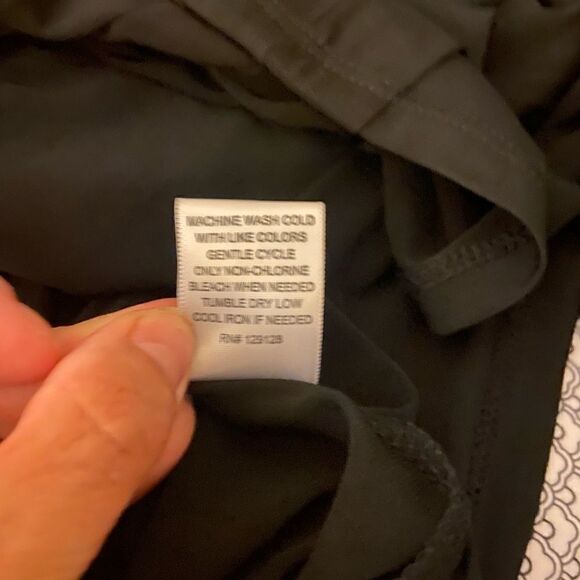 MACHINE WASH COLD
WITH LIKE COLORS
GENTLE CYCLE
ONLY NON-CHLORINE
BLEACH WHEN NEEDED
TUMBLE DRY LOW
COOL IRON IF NEEDED
RN# 129128